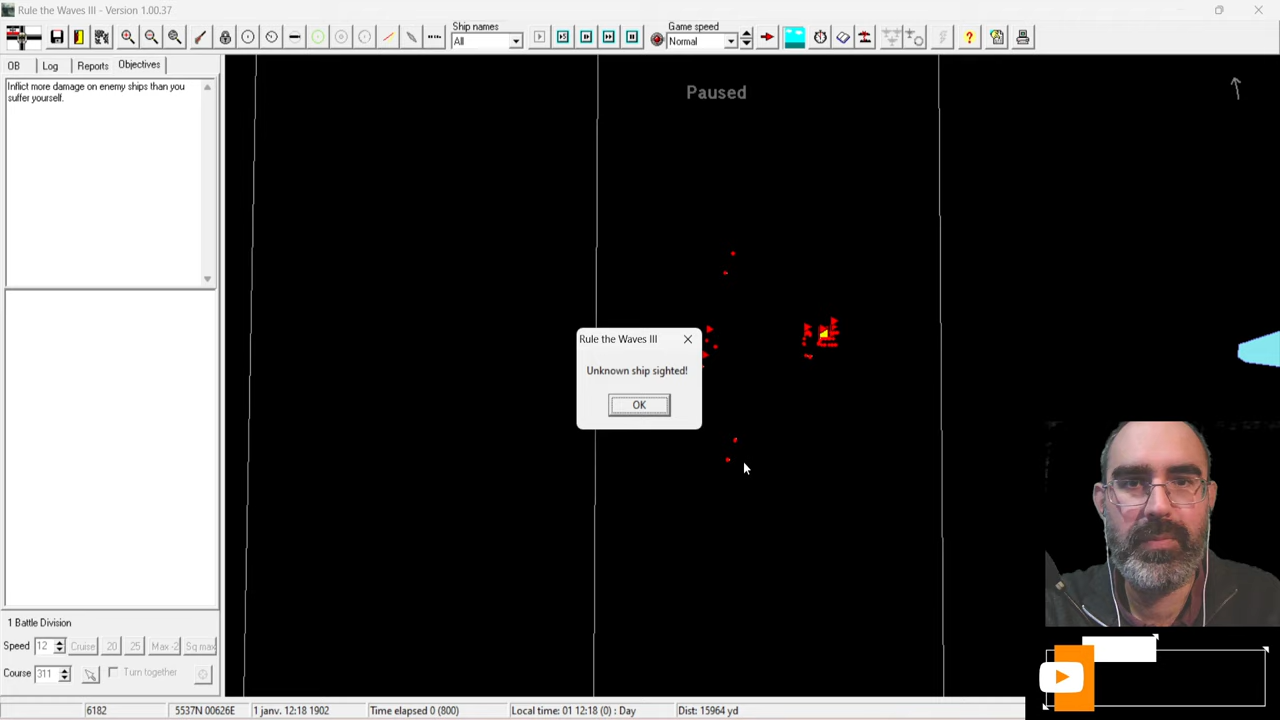 Rule the Waves III - Version 1.00.37
Ship names
All
Game speed
Normal
OB
Log
Reports
Objectives
Inflict more damage on enemy ships than you
suffer yourself.
Paused
Rule the Waves III
Unknown ship sighted!
OK
1 Battle Division
Speed 12 Cruise 20 25 Max -2 Sq max
Course 311 Turn together
6182
5537N 00626E
1 janv. 12:18 1902
Time elapsed 0 (800)
Local time: 01 12:18 (0) : Day
Dist: 15964 yd